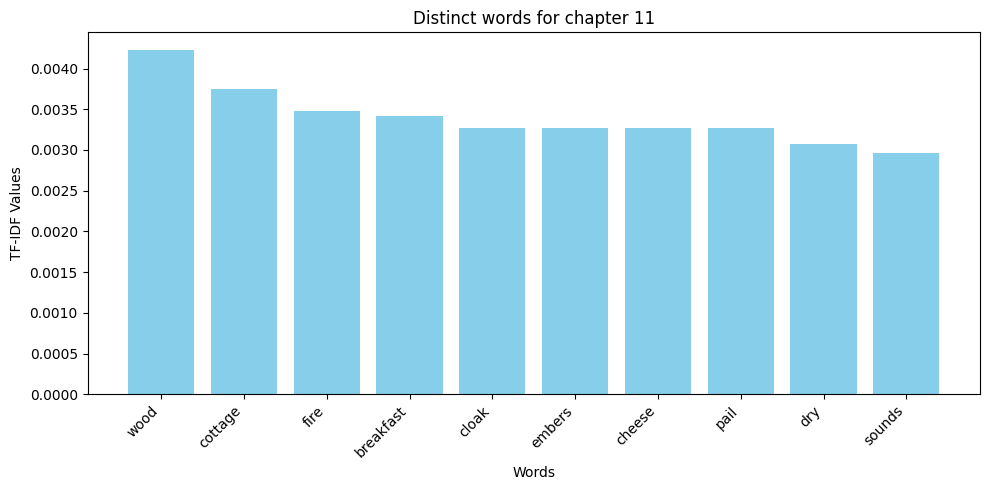 Distinct words for chapter 11
TF-IDF Values
0.0040
0.0035
0.0030
0.0025
0.0020
0.0015
0.0010
0.0005
0.0000
wood
cottage
fire
breakfast
cloak
embers
cheese
pail
dry
sounds
Words